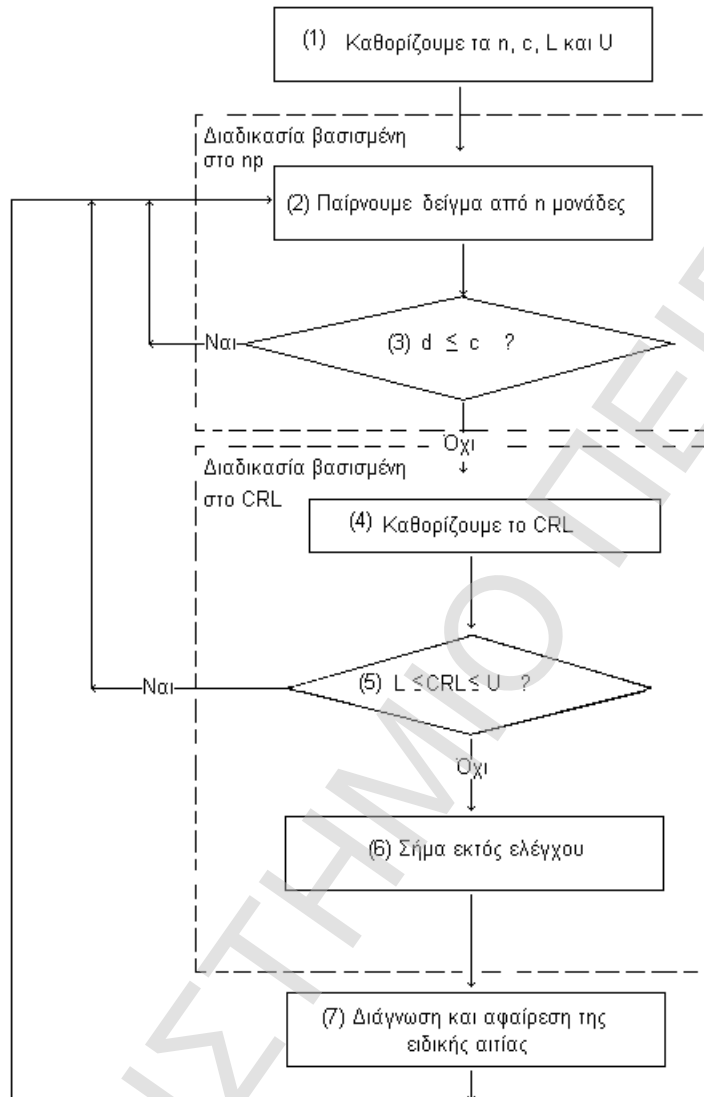 (1) Καθορίζουμε τα n, c, L και U
Διαδικασία βασισμένη
στο np
(2) Παίρνουμε δείγμα από n μονάδες
Ναι
(3) d ≤ c ?
Όχι
Διαδικασία βασισμένη
στο CRL
(4) Καθορίζουμε το CRL
Ναι
(5) L ≤CRL≤ U ?
Όχι
(6) Σήμα εκτός ελέγχου
(7) Διάγνωση και αφαίρεση της
ειδικής αιτίας